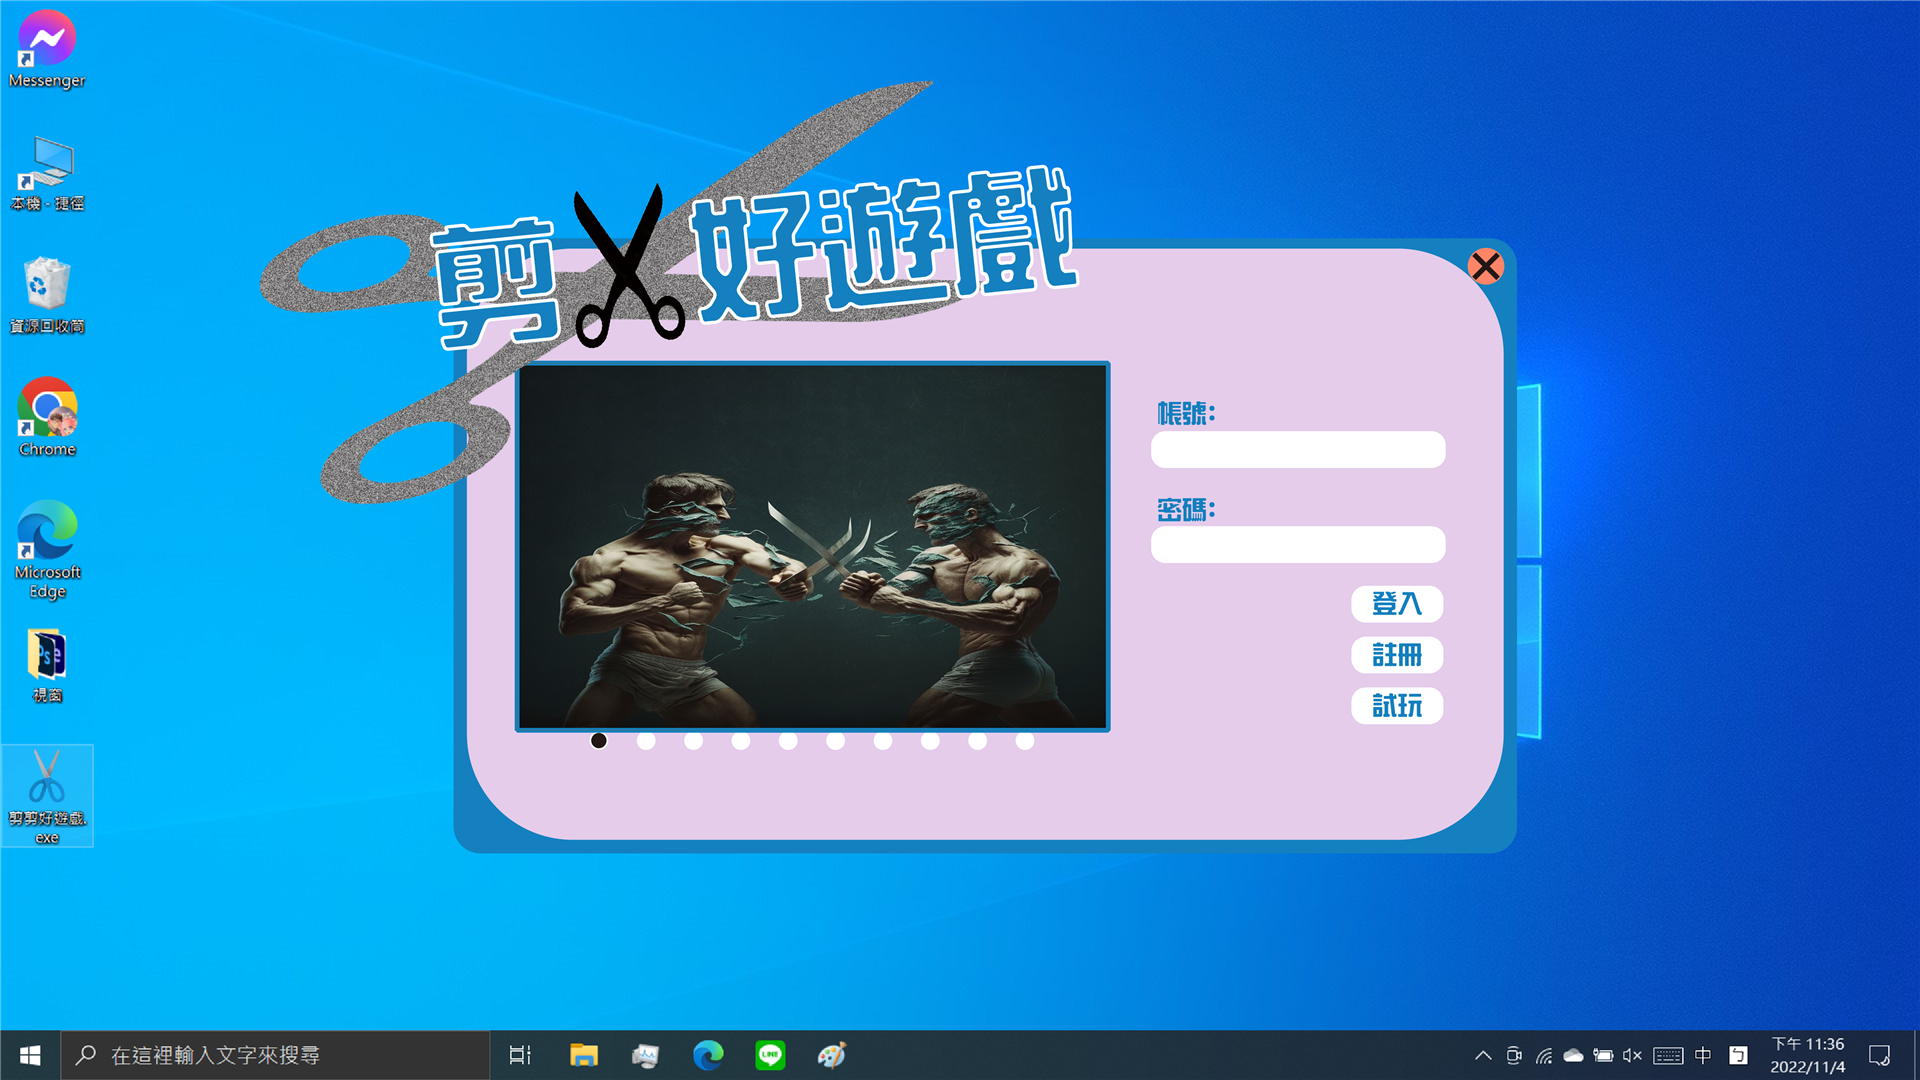 Messenger
本機 - 捷徑
資源回收筒
Chrome
Microsoft
Edge
Ps
視窗
剪剪好遊戲.
exe
剪 好遊戲
帳號:
密碼:
登入
註冊
試玩
在這裡輸入文字來搜尋
LINE
中
ㄅ
下午 11:36
2022/11/4